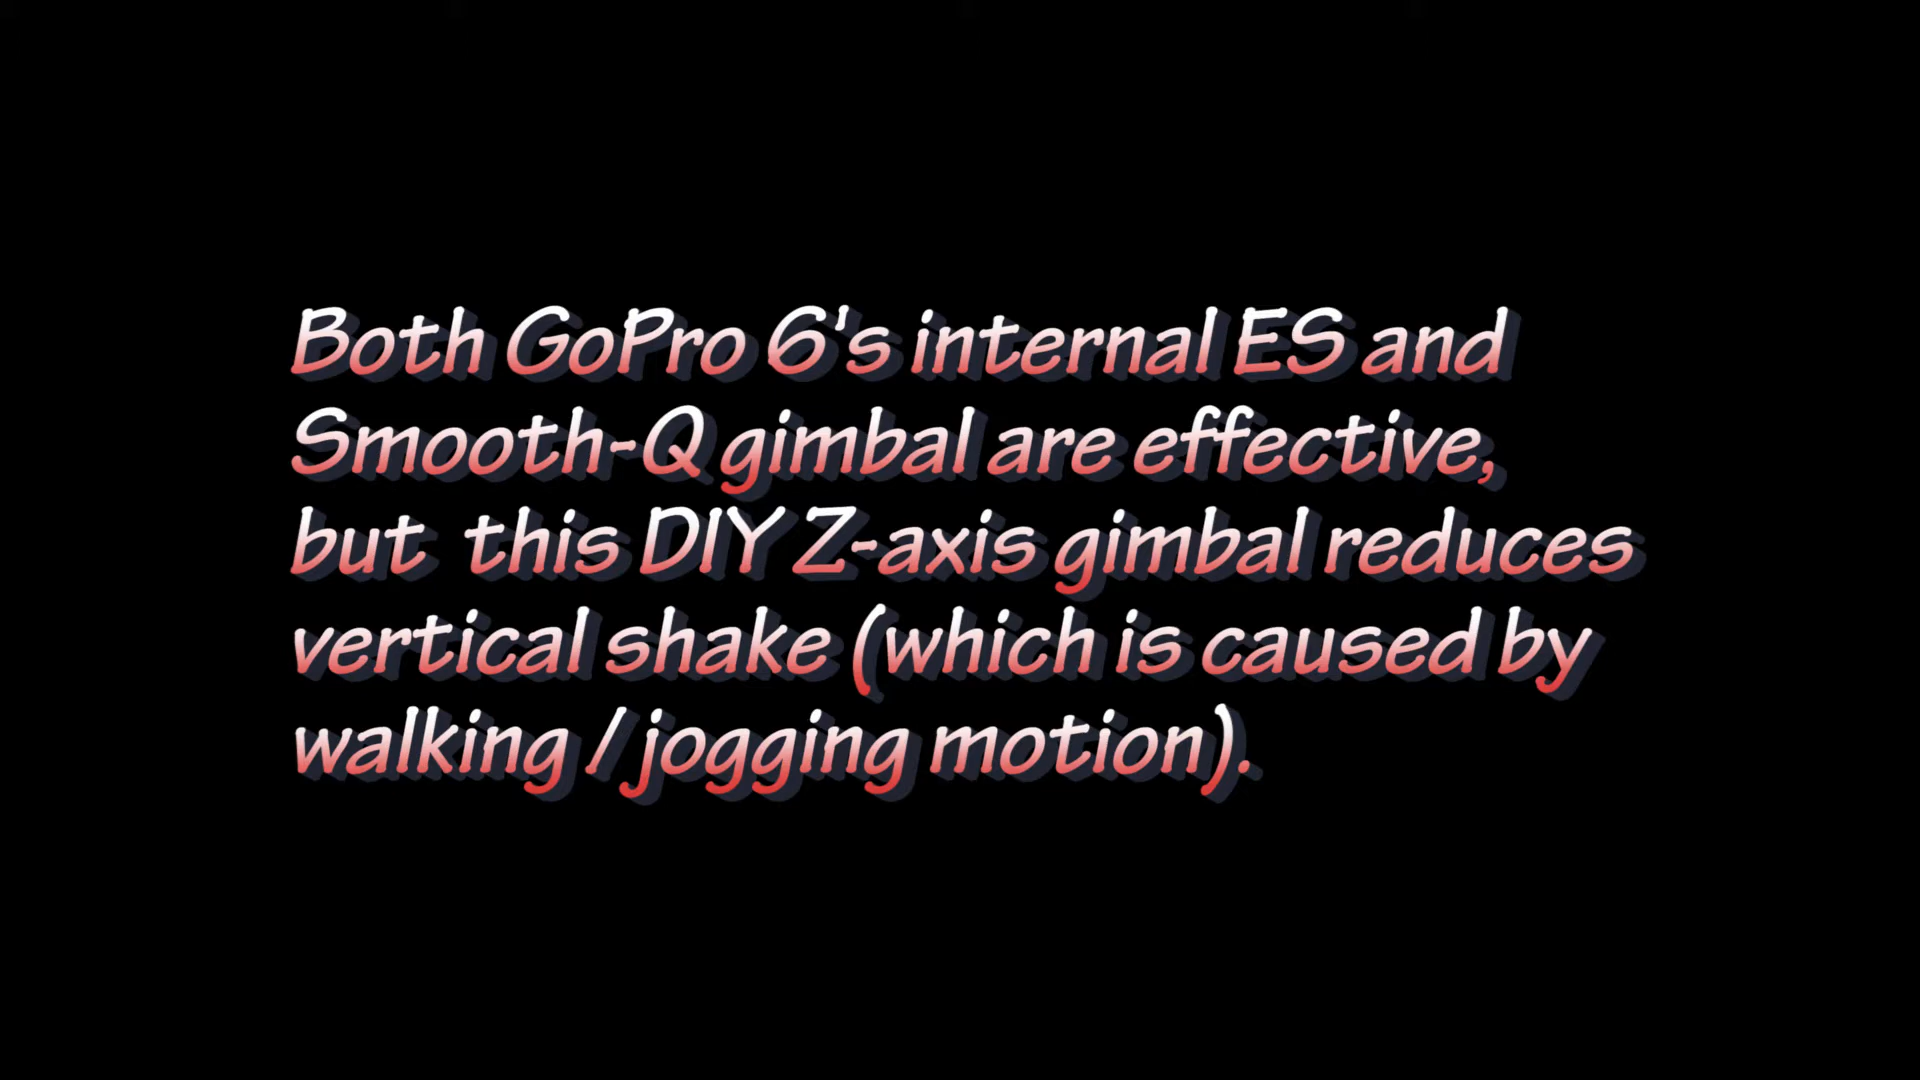 Both GoPro 6's internal ES and
Smooth-Q gimbal are effective,
but  this DIY Z-axis gimbal reduces
vertical shake (which is caused by
walking / jogging motion).